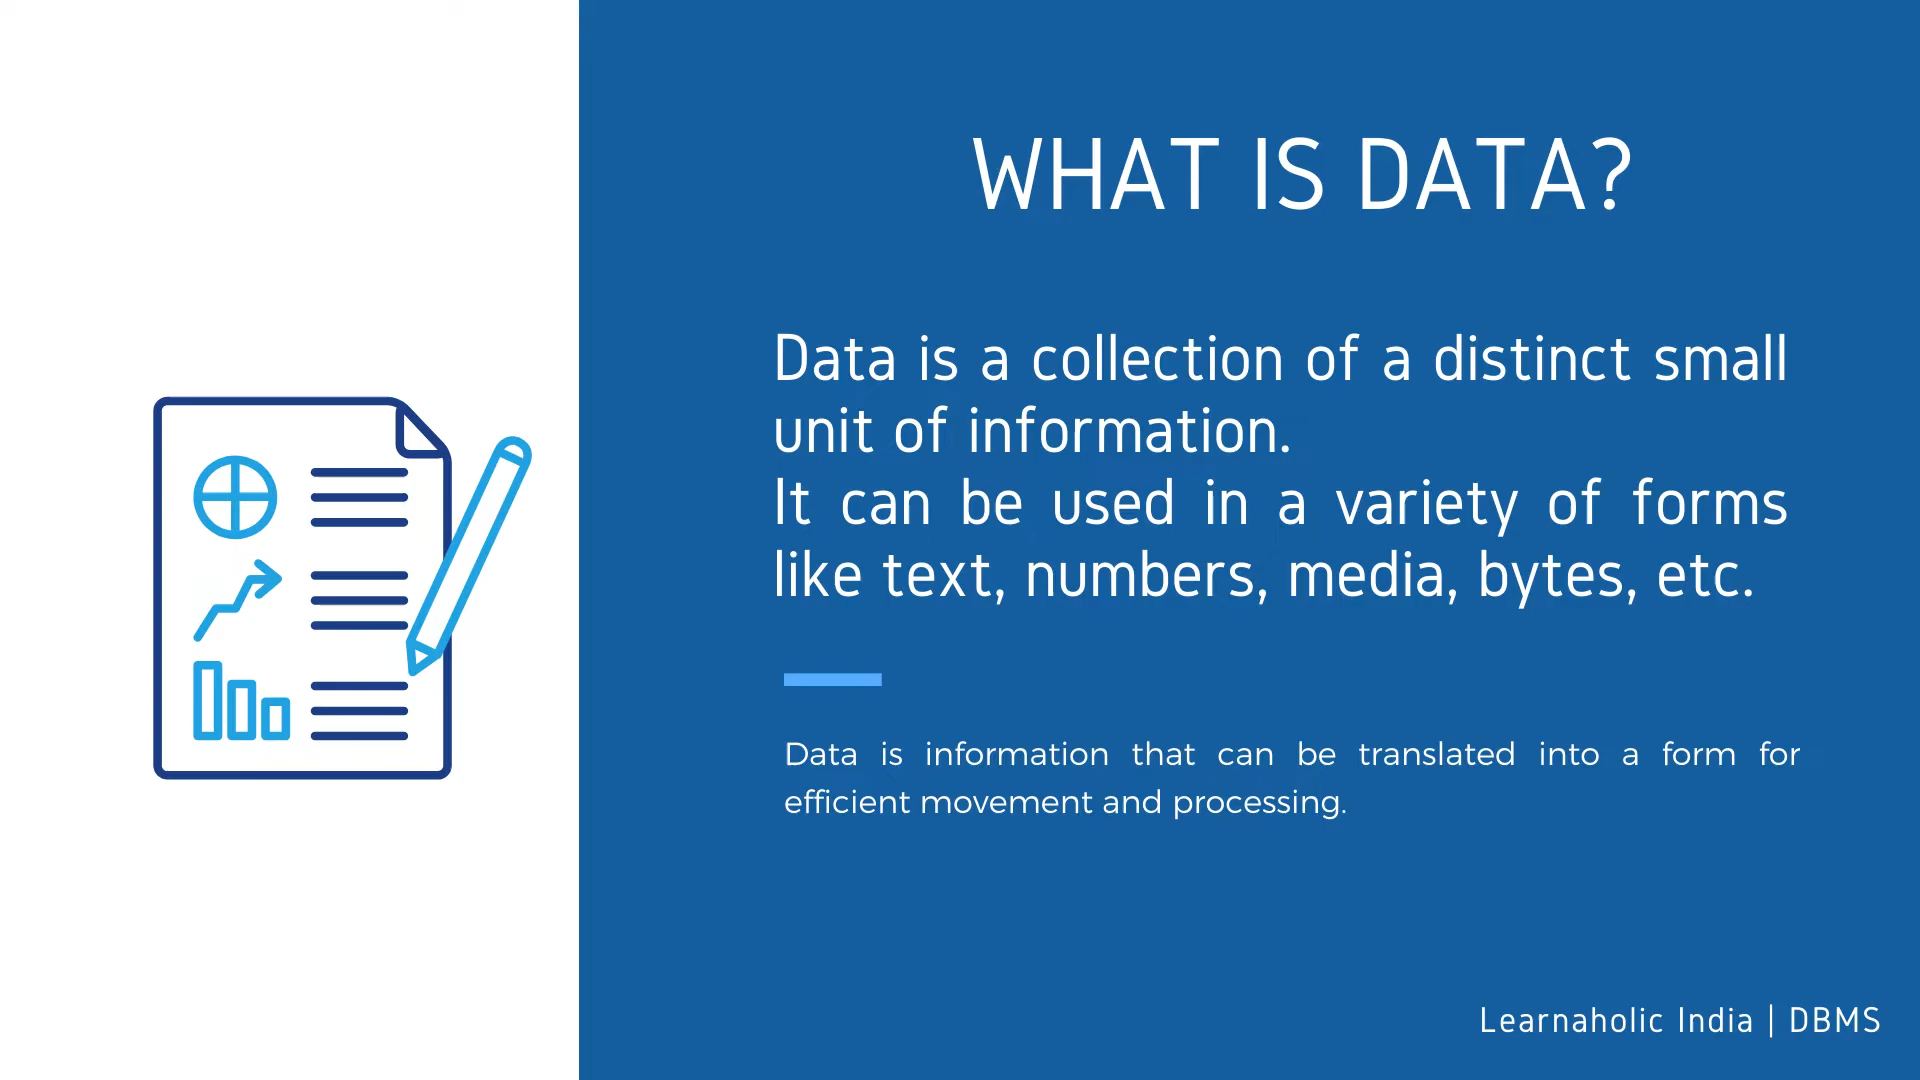 WHAT IS DATA?
Data is a collection of a distinct small
unit of information.
It can be used in a variety of forms
like text, numbers, media, bytes, etc.
Data is information that can be translated into a form for
efficient movement and processing.
Learnaholic India | DBMS